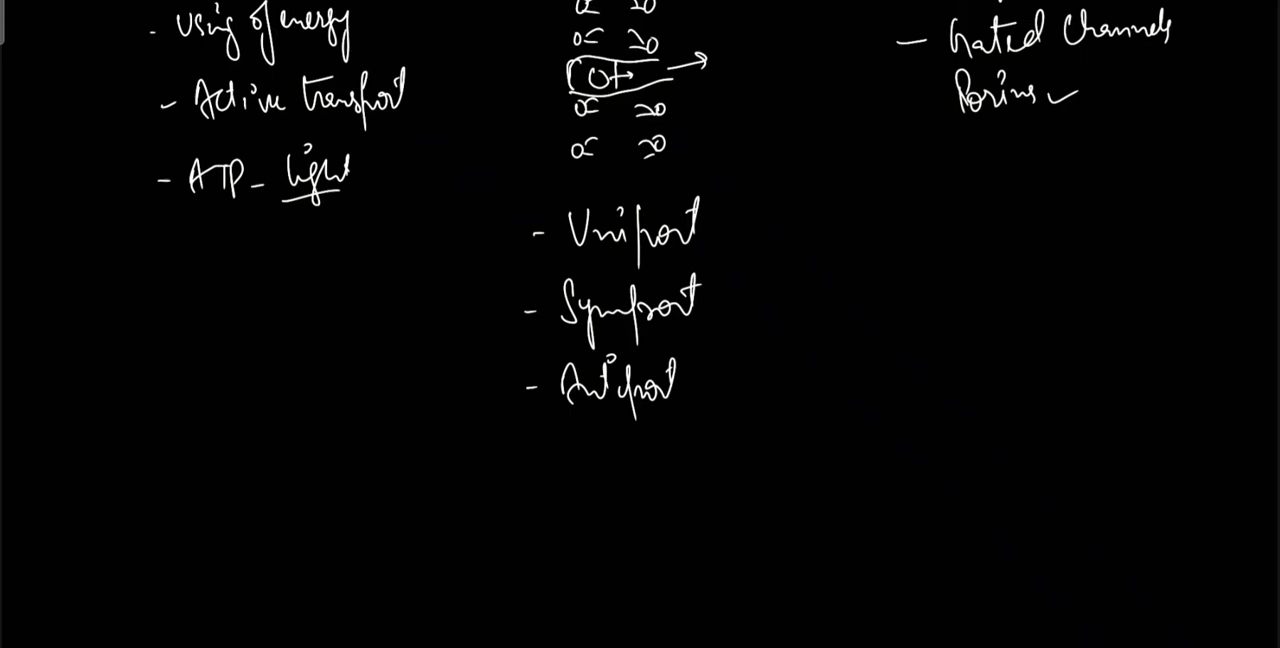 . Using of energy
- Active transport
- ATP - light
- Uniport
- Symport
- Antiport
- Gated Channels
Porins ✓